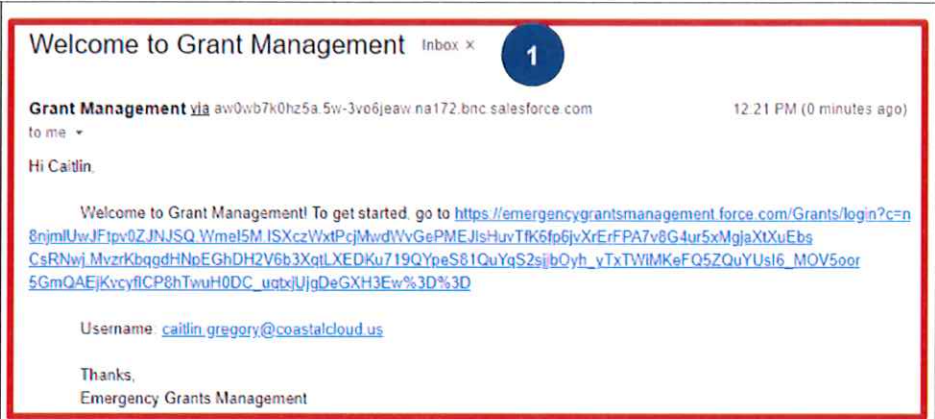 Welcome to Grant Management Inbox ×
1
Grant Management via aw0wb7k0hz5a.5w-3vo6jeaw.na172.bnc.salesforce.com 12:21 PM (0 minutes ago)
to me
Hi Caitlin,
Welcome to Grant Management! To get started, go to https://emergencygrantsmanagement.force.com/Grants/login?c=n
8njmlUwJFtpv0ZJNJSQ.WmeI5M.ISXczWxtPcjMwdWvGePMEJlsHuvTfK6fp6jvXrErFPA7v8G4ur5xMgjaXtXuEbs
CsRNwj.MvzrKbqgdHNpEGhDH2V6b3XqtLXEDKu719QYpeS81QuYqS2sjjbOyh_yTxTWlMKeFQ5ZQuYUsI6_MOV5oor
5GmQAEjKvcyflCP8hTwuH0DC_uqtxjUjgDeGXH3Ew%3D%3D
Username: caitlin.gregory@coastalcloud.us
Thanks,
Emergency Grants Management